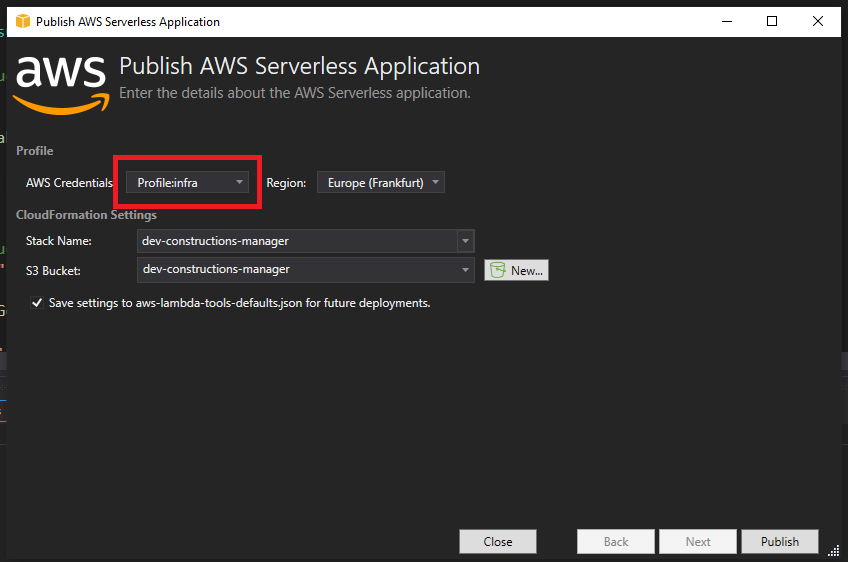 Publish AWS Serverless Application
aws
Publish AWS Serverless Application
Enter the details about the AWS Serverless application.
Profile
AWS Credentials Profile:infra Region: Europe (Frankfurt)
CloudFormation Settings
Stack Name: dev-constructions-manager
S3 Bucket: dev-constructions-manager New...
Save settings to aws-lambda-tools-defaults.json for future deployments.
Close Back Next Publish